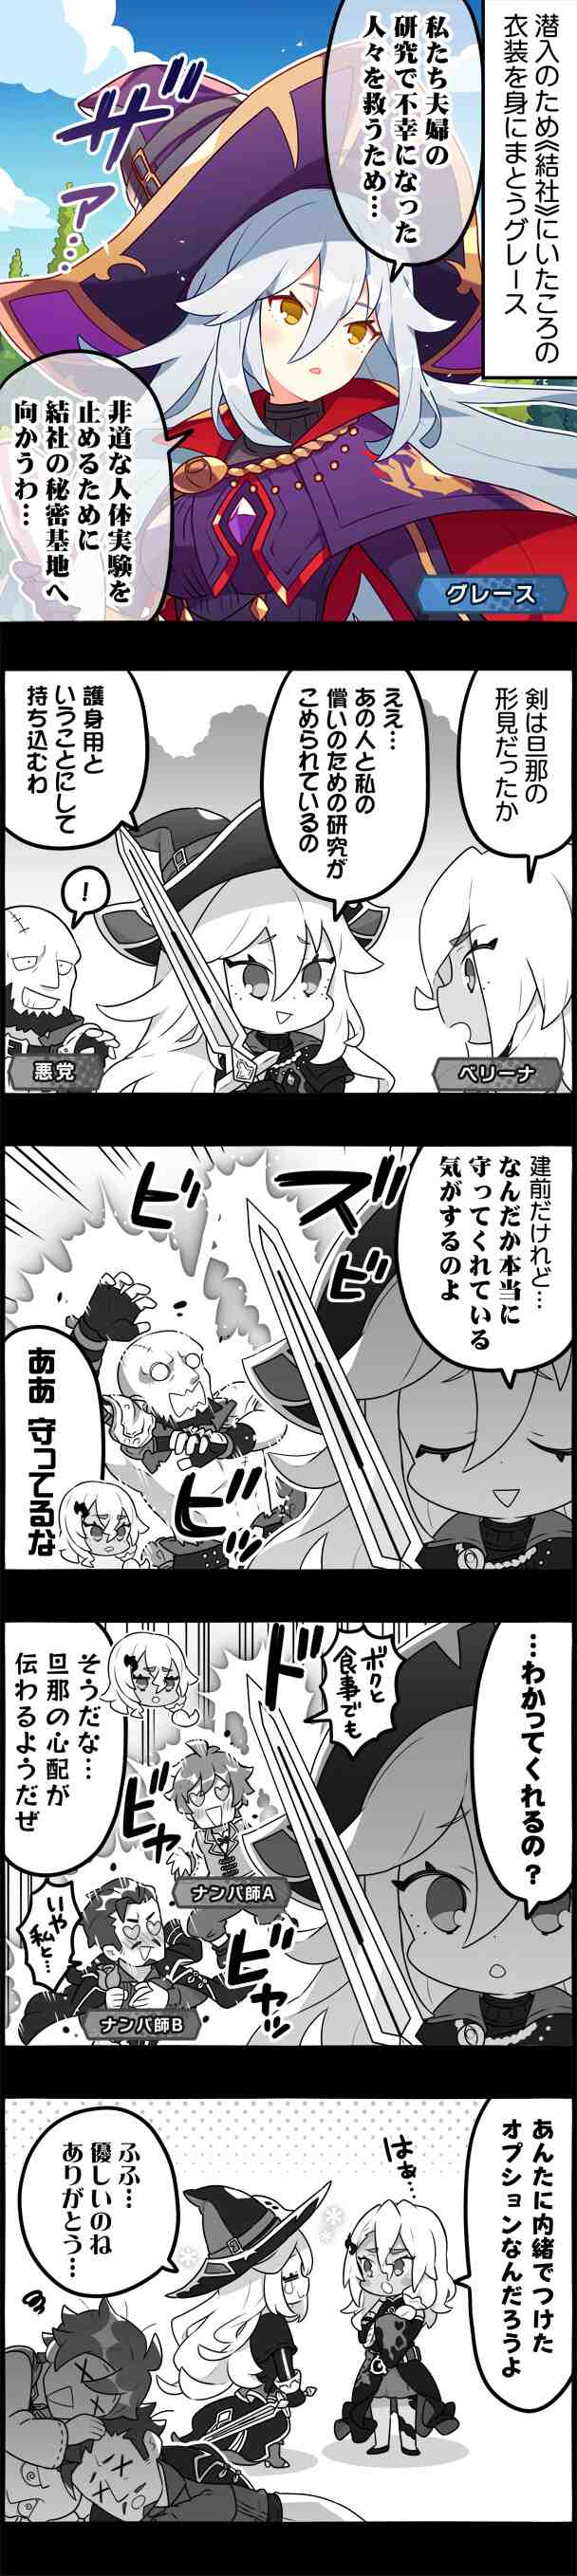 潜入のため《結社》にいたころの
衣装を身にまとうグレース
私たち夫婦の
研究で不幸になった
人々を救うため…
ザァ…
非道な人体実験を
止めるために
結社の秘密基地へ
向かうわ…
グレース
剣は旦那の
形見だったか
ええ…
あの人と私の
償いのための研究が
こめられているの
護身用と
いうことにして
持ち込むわ
！
悪党
ベリーナ
建前だけれど…
なんだか本当に
守ってくれている
気がするのよ
ズビビビビッ
ああ 守ってるな
…わかってくれるの？
ボクと
食事でも
ドビャビャッ
ナンパ師A
いや
私と…
ナンパ師B
そうだな…
旦那の心配が
伝わるようだぜ
あんたに内緒でつけた
オプションなんだろうよ
はぁ…
ふふ…
優しいのね
ありがとう…